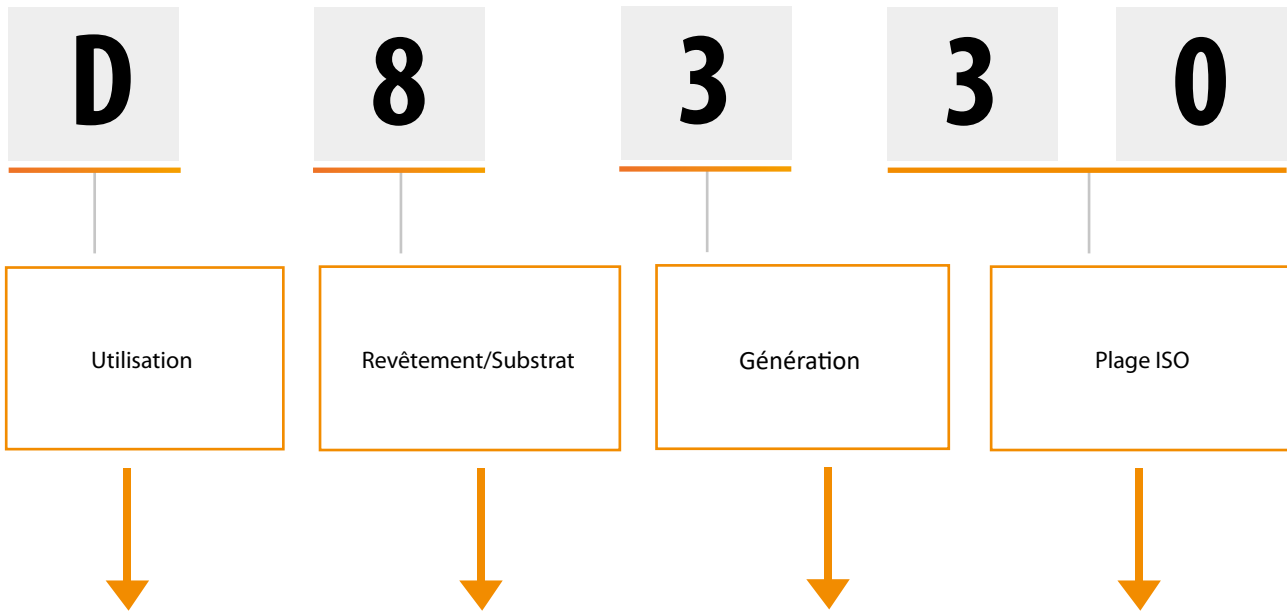 D 8 3 3 0
Utilisation
Revêtement/Substrat
Génération
Plage ISO